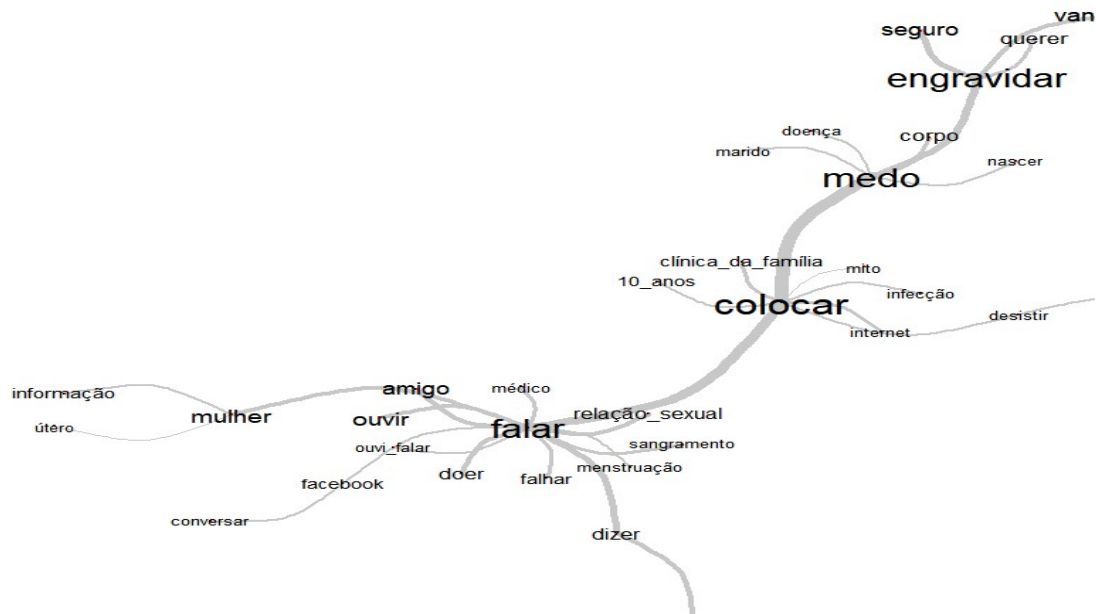 van
seguro
querer
engravidar
doença
corpo
marido
nascer
medo
clínica_da_família
mito
10_anos
infecção
colocar
desistir
internet
amigo
médico
informação
relação_sexual
mulher
ouvir
útero
falar
sangramento
ouvi_falar
menstruação
doer
falhar
facebook
conversar
dizer